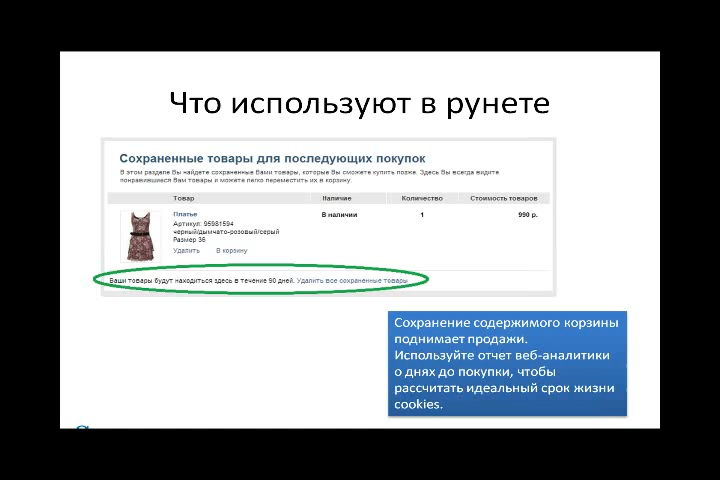 Что используют в рунете
Сохраненные товары для последующих покупок
В этом разделе Вы найдете сохраненные Вами товары, которые Вы сможете купить позже. Здесь Вы всегда видите
понравившиеся Вам товары и можете легко переместить их в корзину.
Товар Наличие Количество Стоимость товаров
Платье В наличии 1 990 р.
Артикул: 95981594
черный/дымчато-розовый/серый
Размер 36
Удалить В корзину
Ваши товары будут находиться здесь в течение 90 дней. Удалить все сохраненные товары
Сохранение содержимого корзины
поднимает продажи.
Используйте отчет веб-аналитики
о днях до покупки, чтобы
рассчитать идеальный срок жизни
cookies.